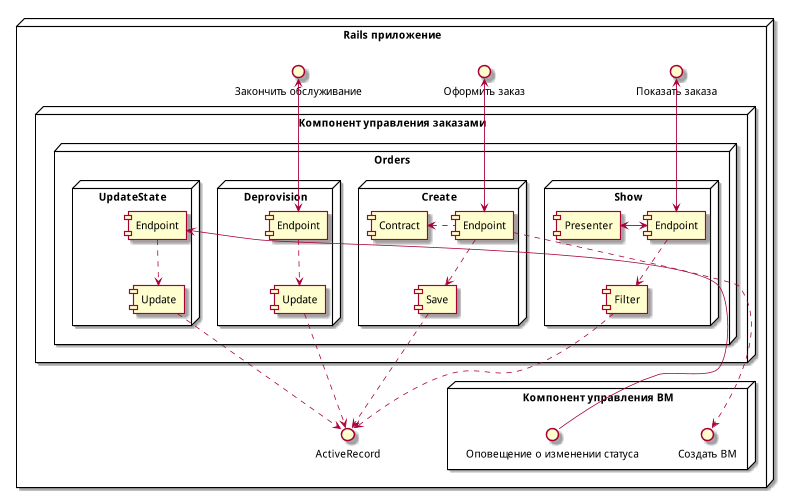 Rails приложение
Закончить обслуживание
Оформить заказ
Показать заказа
Компонент управления заказами
Orders
UpdateState
Deprovision
Create
Show
Endpoint
Endpoint
Contract
Endpoint
Presenter
Endpoint
Update
Update
Save
Filter
Компонент управления ВМ
ActiveRecord
Оповещение о изменении статуса
Создать ВМ